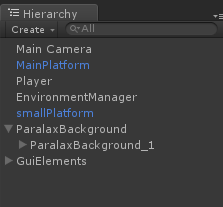 Hierarchy
Create All
Main Camera
MainPlatform
Player
EnvironmentManager
smallPlatform
ParalaxBackground
ParalaxBackground_1
GuiElements